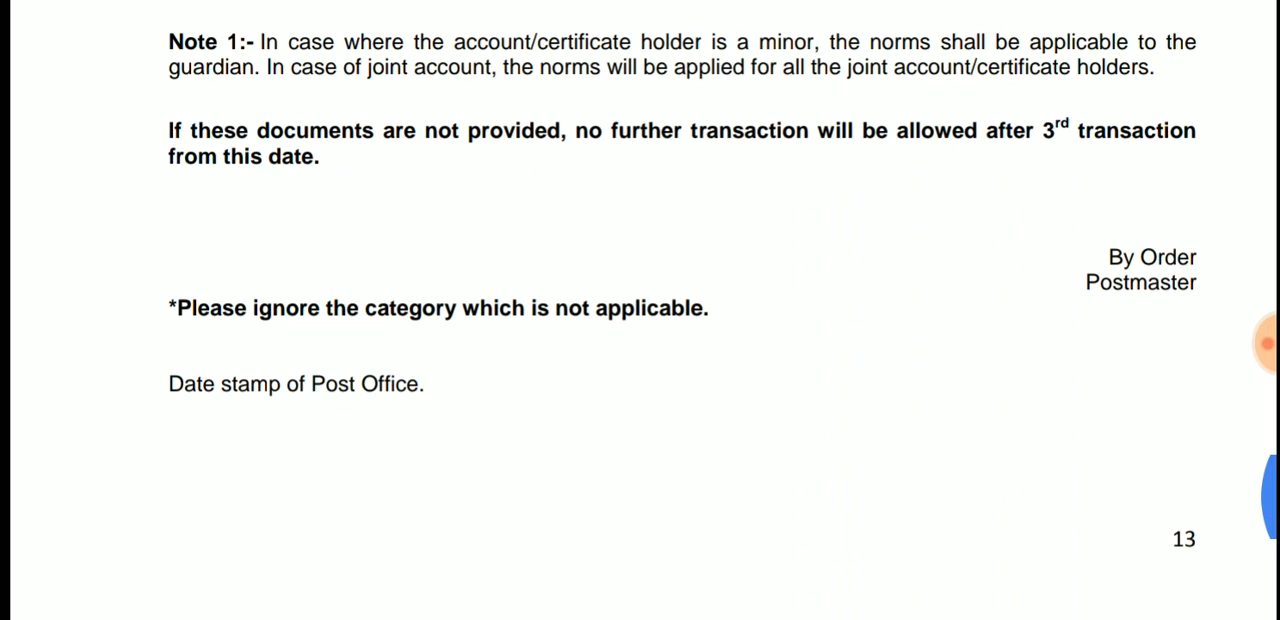 Note 1:- In case where the account/certificate holder is a minor, the norms shall be applicable to the
guardian. In case of joint account, the norms will be applied for all the joint account/certificate holders.
If these documents are not provided, no further transaction will be allowed after 3rd transaction
from this date.
By Order
Postmaster
*Please ignore the category which is not applicable.
Date stamp of Post Office.
13